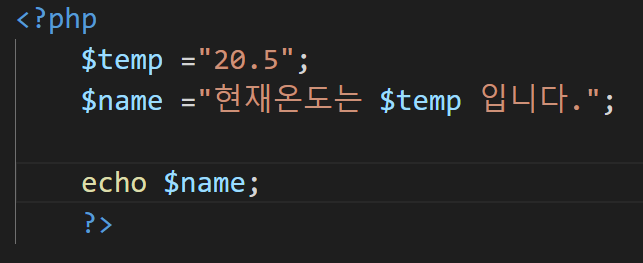 <?php
$temp ="20.5";
$name ="현재온도는 $temp 입니다.";
echo $name;
?>